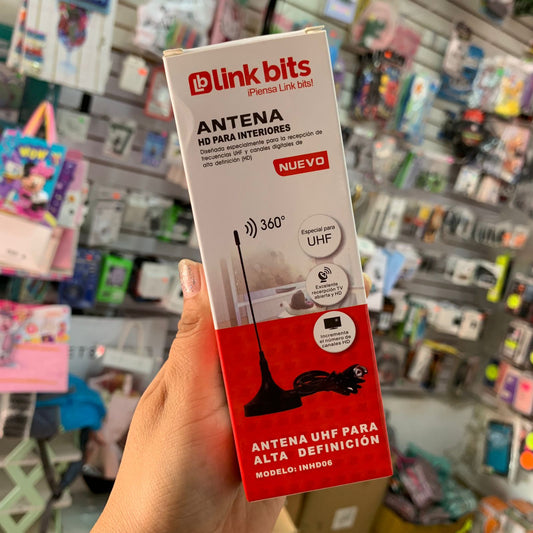 Lb link bits
¡Piensa Link bits!
ANTENA
HD PARA INTERIORES
Diseñada especialmente para la recepción de
frecuencias UHF y canales digitales de
alta definición (HD)
NUEVO
360°
Especial para
UHF
Excelente
recepción TV
abierta y HD
Incremente
el número de
canales HD
ANTENA UHF PARA
ALTA DEFINICIÓN
MODELO: INHD06